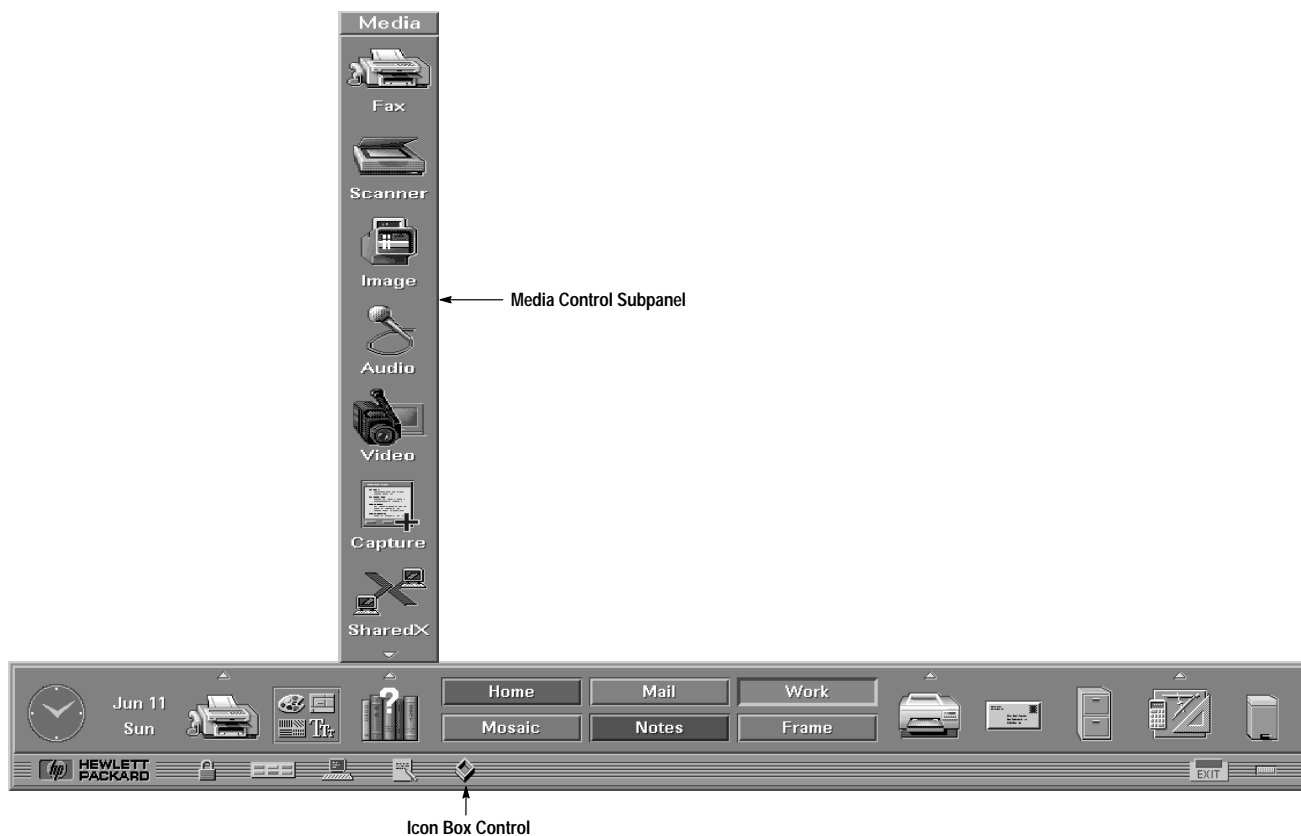 Media
Fax
Scanner
Image
Media Control Subpanel
Audio
Video
Capture
SharedX
Jun 11
Sun
?
Home
Mail
Work
Mosaic
Notes
Frame
hp HEWLETT
PACKARD
EXIT
Icon Box Control